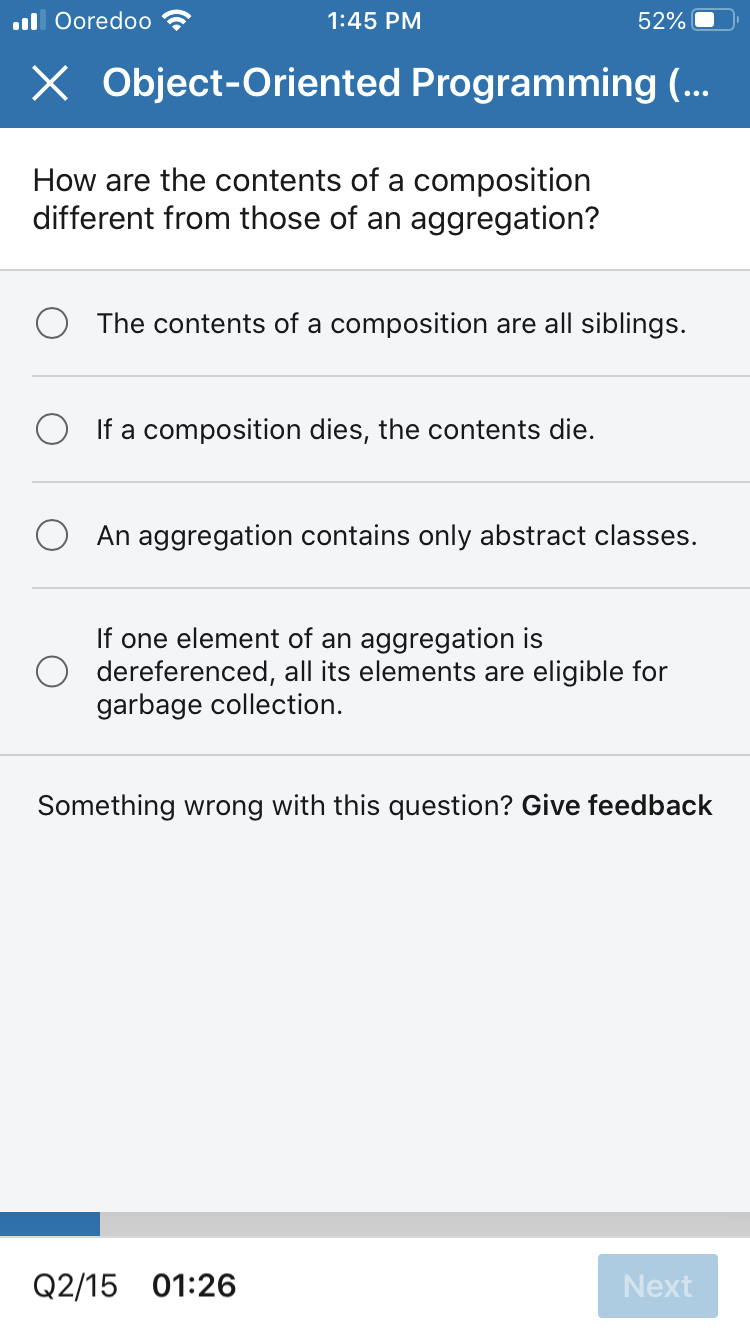 Ooredoo 1:45 PM 52%
Object-Oriented Programming (...
How are the contents of a composition
different from those of an aggregation?
The contents of a composition are all siblings.
If a composition dies, the contents die.
An aggregation contains only abstract classes.
If one element of an aggregation is
dereferenced, all its elements are eligible for
garbage collection.
Something wrong with this question? Give feedback
Q2/15 01:26 Next